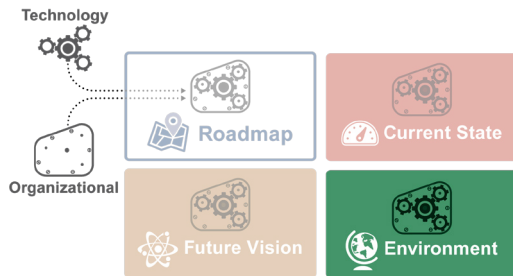 Technology
Roadmap
Current State
Organizational
Future Vision
Environment